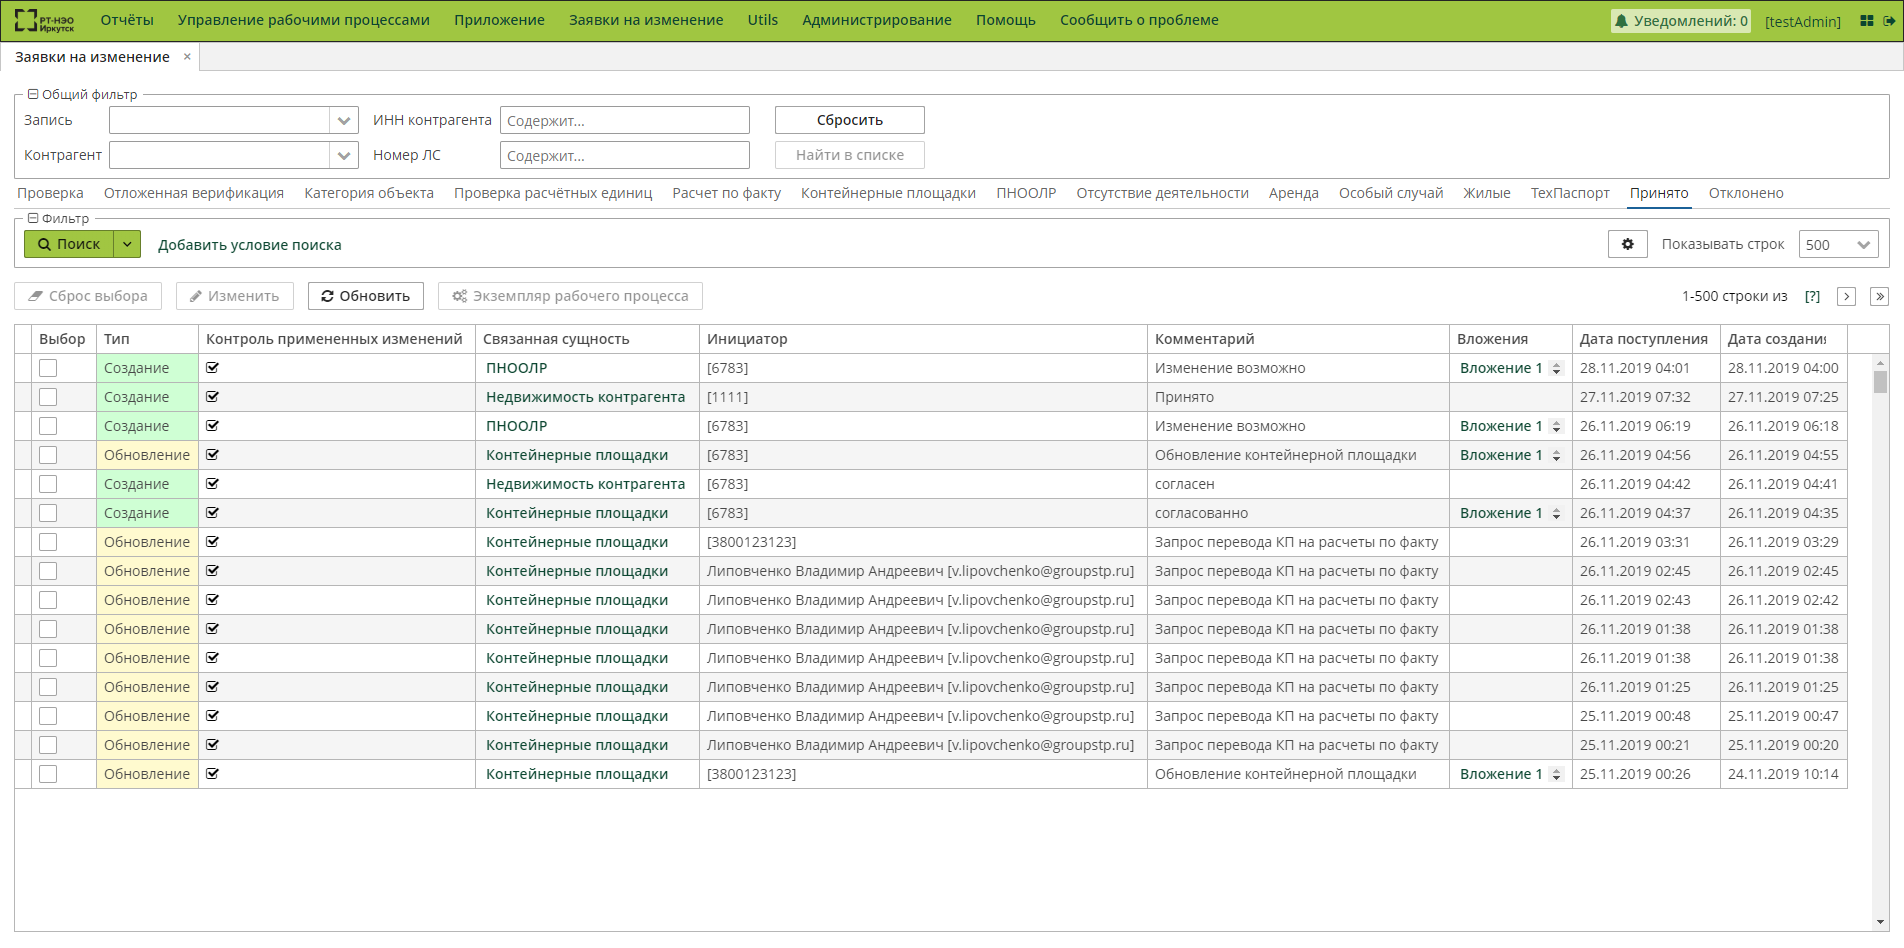 РТ-НЭО Иркутск Отчёты Управление рабочими процессами Приложение Заявки на изменение Utils Администрирование Помощь Сообщить о проблеме Уведомлений: 0 [testAdmin]
Заявки на изменение ×
Общий фильтр
Запись ИНН контрагента Содержит... Сбросить
Контрагент Номер ЛС Содержит... Найти в списке
Проверка Отложенная верификация Категория объекта Проверка расчётных единиц Расчет по факту Контейнерные площадки ПНООЛР Отсутствие деятельности Аренда Особый случай Жилые ТехПаспорт Принято Отклонено
Фильтр
Поиск Добавить условие поиска Показывать строк 500
Сброс выбора Изменить Обновить Экземпляр рабочего процесса 1-500 строки из [?]
Выбор Тип Контроль примененных изменений Связанная сущность Инициатор Комментарий Вложения Дата поступления Дата создания
Создание ПНООЛР [6783] Изменение возможно Вложение 1 28.11.2019 04:01 28.11.2019 04:00
Создание Недвижимость контрагента [1111] Принято 27.11.2019 07:32 27.11.2019 07:25
Создание ПНООЛР [6783] Изменение возможно Вложение 1 26.11.2019 06:19 26.11.2019 06:18
Обновление Контейнерные площадки [6783] Обновление контейнерной площадки Вложение 1 26.11.2019 04:56 26.11.2019 04:55
Создание Недвижимость контрагента [6783] согласен 26.11.2019 04:42 26.11.2019 04:41
Создание Контейнерные площадки [6783] согласованно Вложение 1 26.11.2019 04:37 26.11.2019 04:35
Обновление Контейнерные площадки [3800123123] Запрос перевода КП на расчеты по факту 26.11.2019 03:31 26.11.2019 03:29
Обновление Контейнерные площадки Липовченко Владимир Андреевич [v.lipovchenko@groupstp.ru] Запрос перевода КП на расчеты по факту 26.11.2019 02:45 26.11.2019 02:45
Обновление Контейнерные площадки Липовченко Владимир Андреевич [v.lipovchenko@groupstp.ru] Запрос перевода КП на расчеты по факту 26.11.2019 02:43 26.11.2019 02:42
Обновление Контейнерные площадки Липовченко Владимир Андреевич [v.lipovchenko@groupstp.ru] Запрос перевода КП на расчеты по факту 26.11.2019 01:38 26.11.2019 01:38
Обновление Контейнерные площадки Липовченко Владимир Андреевич [v.lipovchenko@groupstp.ru] Запрос перевода КП на расчеты по факту 26.11.2019 01:38 26.11.2019 01:38
Обновление Контейнерные площадки Липовченко Владимир Андреевич [v.lipovchenko@groupstp.ru] Запрос перевода КП на расчеты по факту 26.11.2019 01:25 26.11.2019 01:25
Обновление Контейнерные площадки Липовченко Владимир Андреевич [v.lipovchenko@groupstp.ru] Запрос перевода КП на расчеты по факту 25.11.2019 00:48 25.11.2019 00:47
Обновление Контейнерные площадки Липовченко Владимир Андреевич [v.lipovchenko@groupstp.ru] Запрос перевода КП на расчеты по факту 25.11.2019 00:21 25.11.2019 00:20
Обновление Контейнерные площадки [3800123123] Обновление контейнерной площадки Вложение 1 25.11.2019 00:26 24.11.2019 10:14